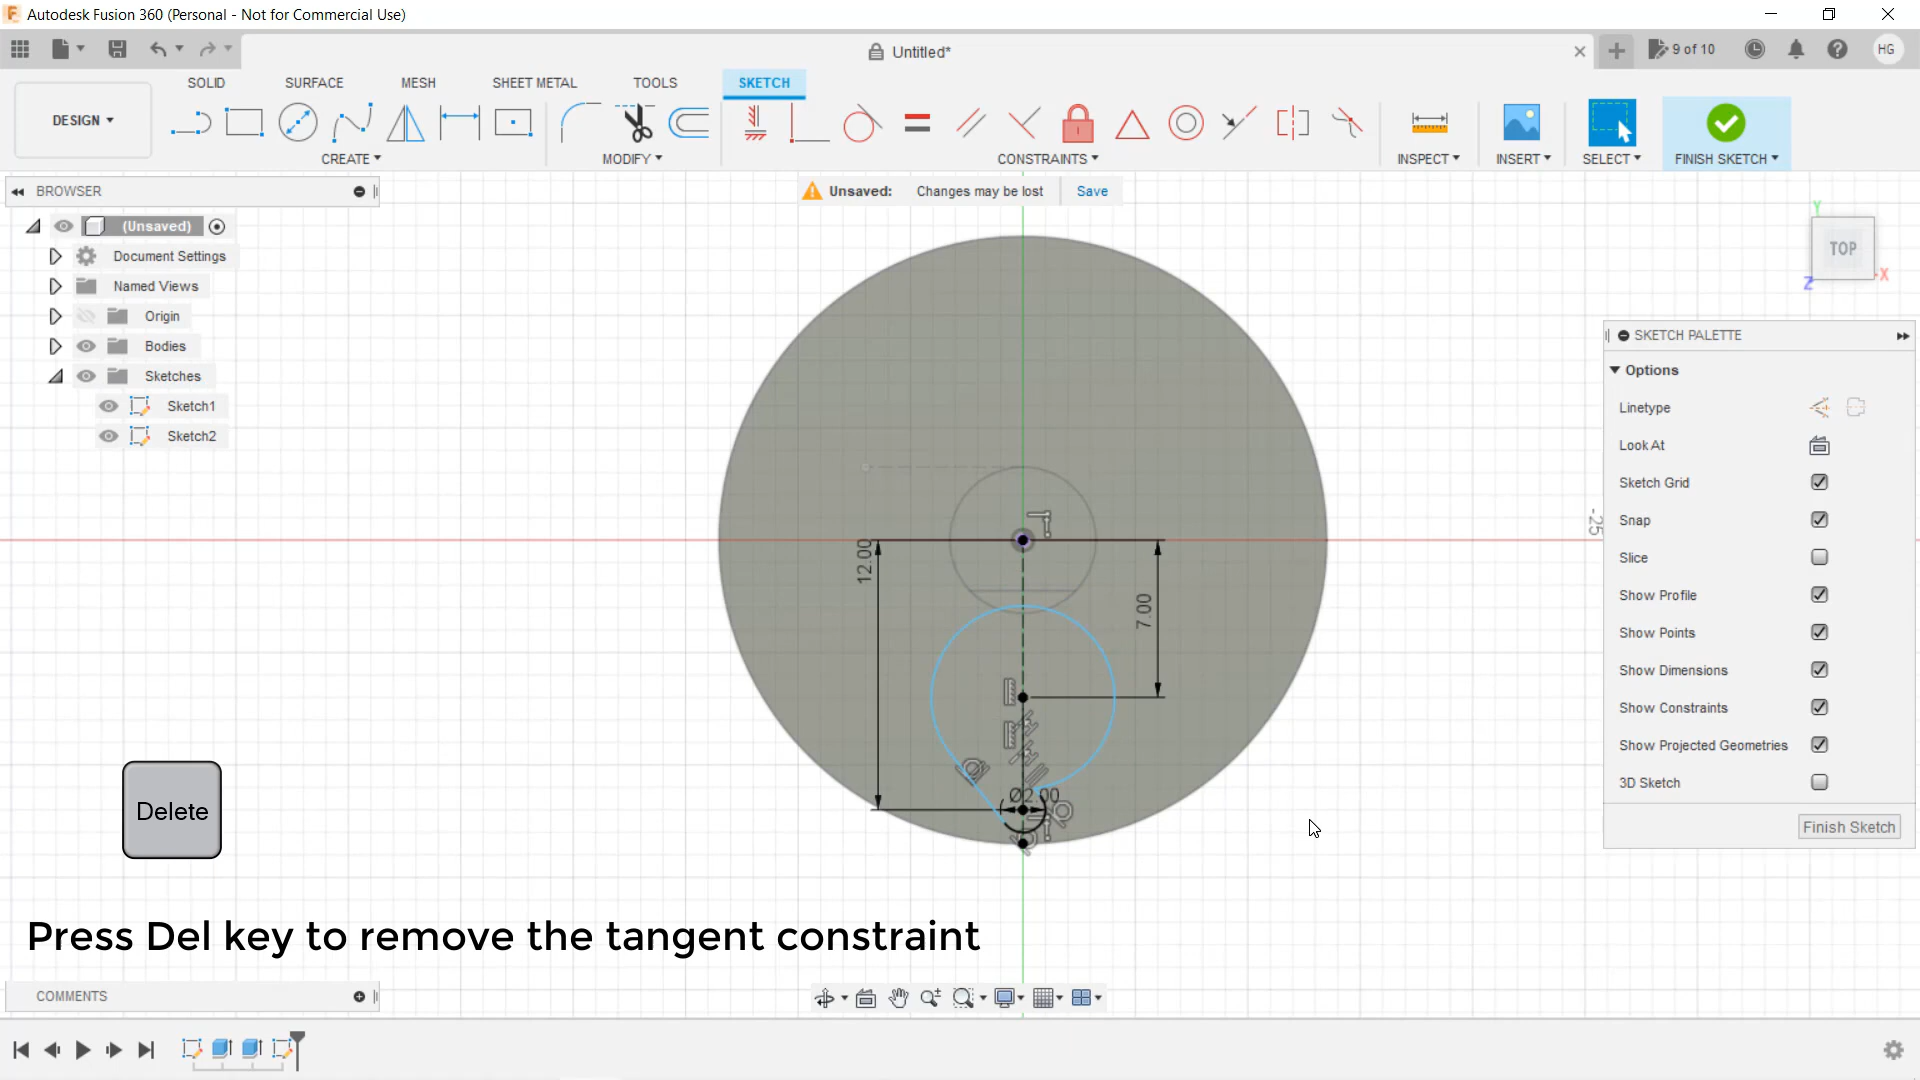 Autodesk Fusion 360 (Personal - Not for Commercial Use)
Untitled*
9 of 10
HG
SOLID
SURFACE
MESH
SHEET METAL
TOOLS
SKETCH
DESIGN
CREATE
MODIFY
CONSTRAINTS
INSPECT
INSERT
SELECT
FINISH SKETCH
BROWSER
Unsaved: Changes may be lost Save
(Unsaved)
Document Settings
Named Views
Origin
Bodies
Sketches
Sketch1
Sketch2
Y
TOP
X
Z
SKETCH PALETTE
Options
Linetype
Look At
Sketch Grid
Snap
Slice
Show Profile
Show Points
Show Dimensions
Show Constraints
Show Projected Geometries
3D Sketch
Finish Sketch
-25
12.00
7.00
Ø2.00
Delete
Press Del key to remove the tangent constraint
COMMENTS